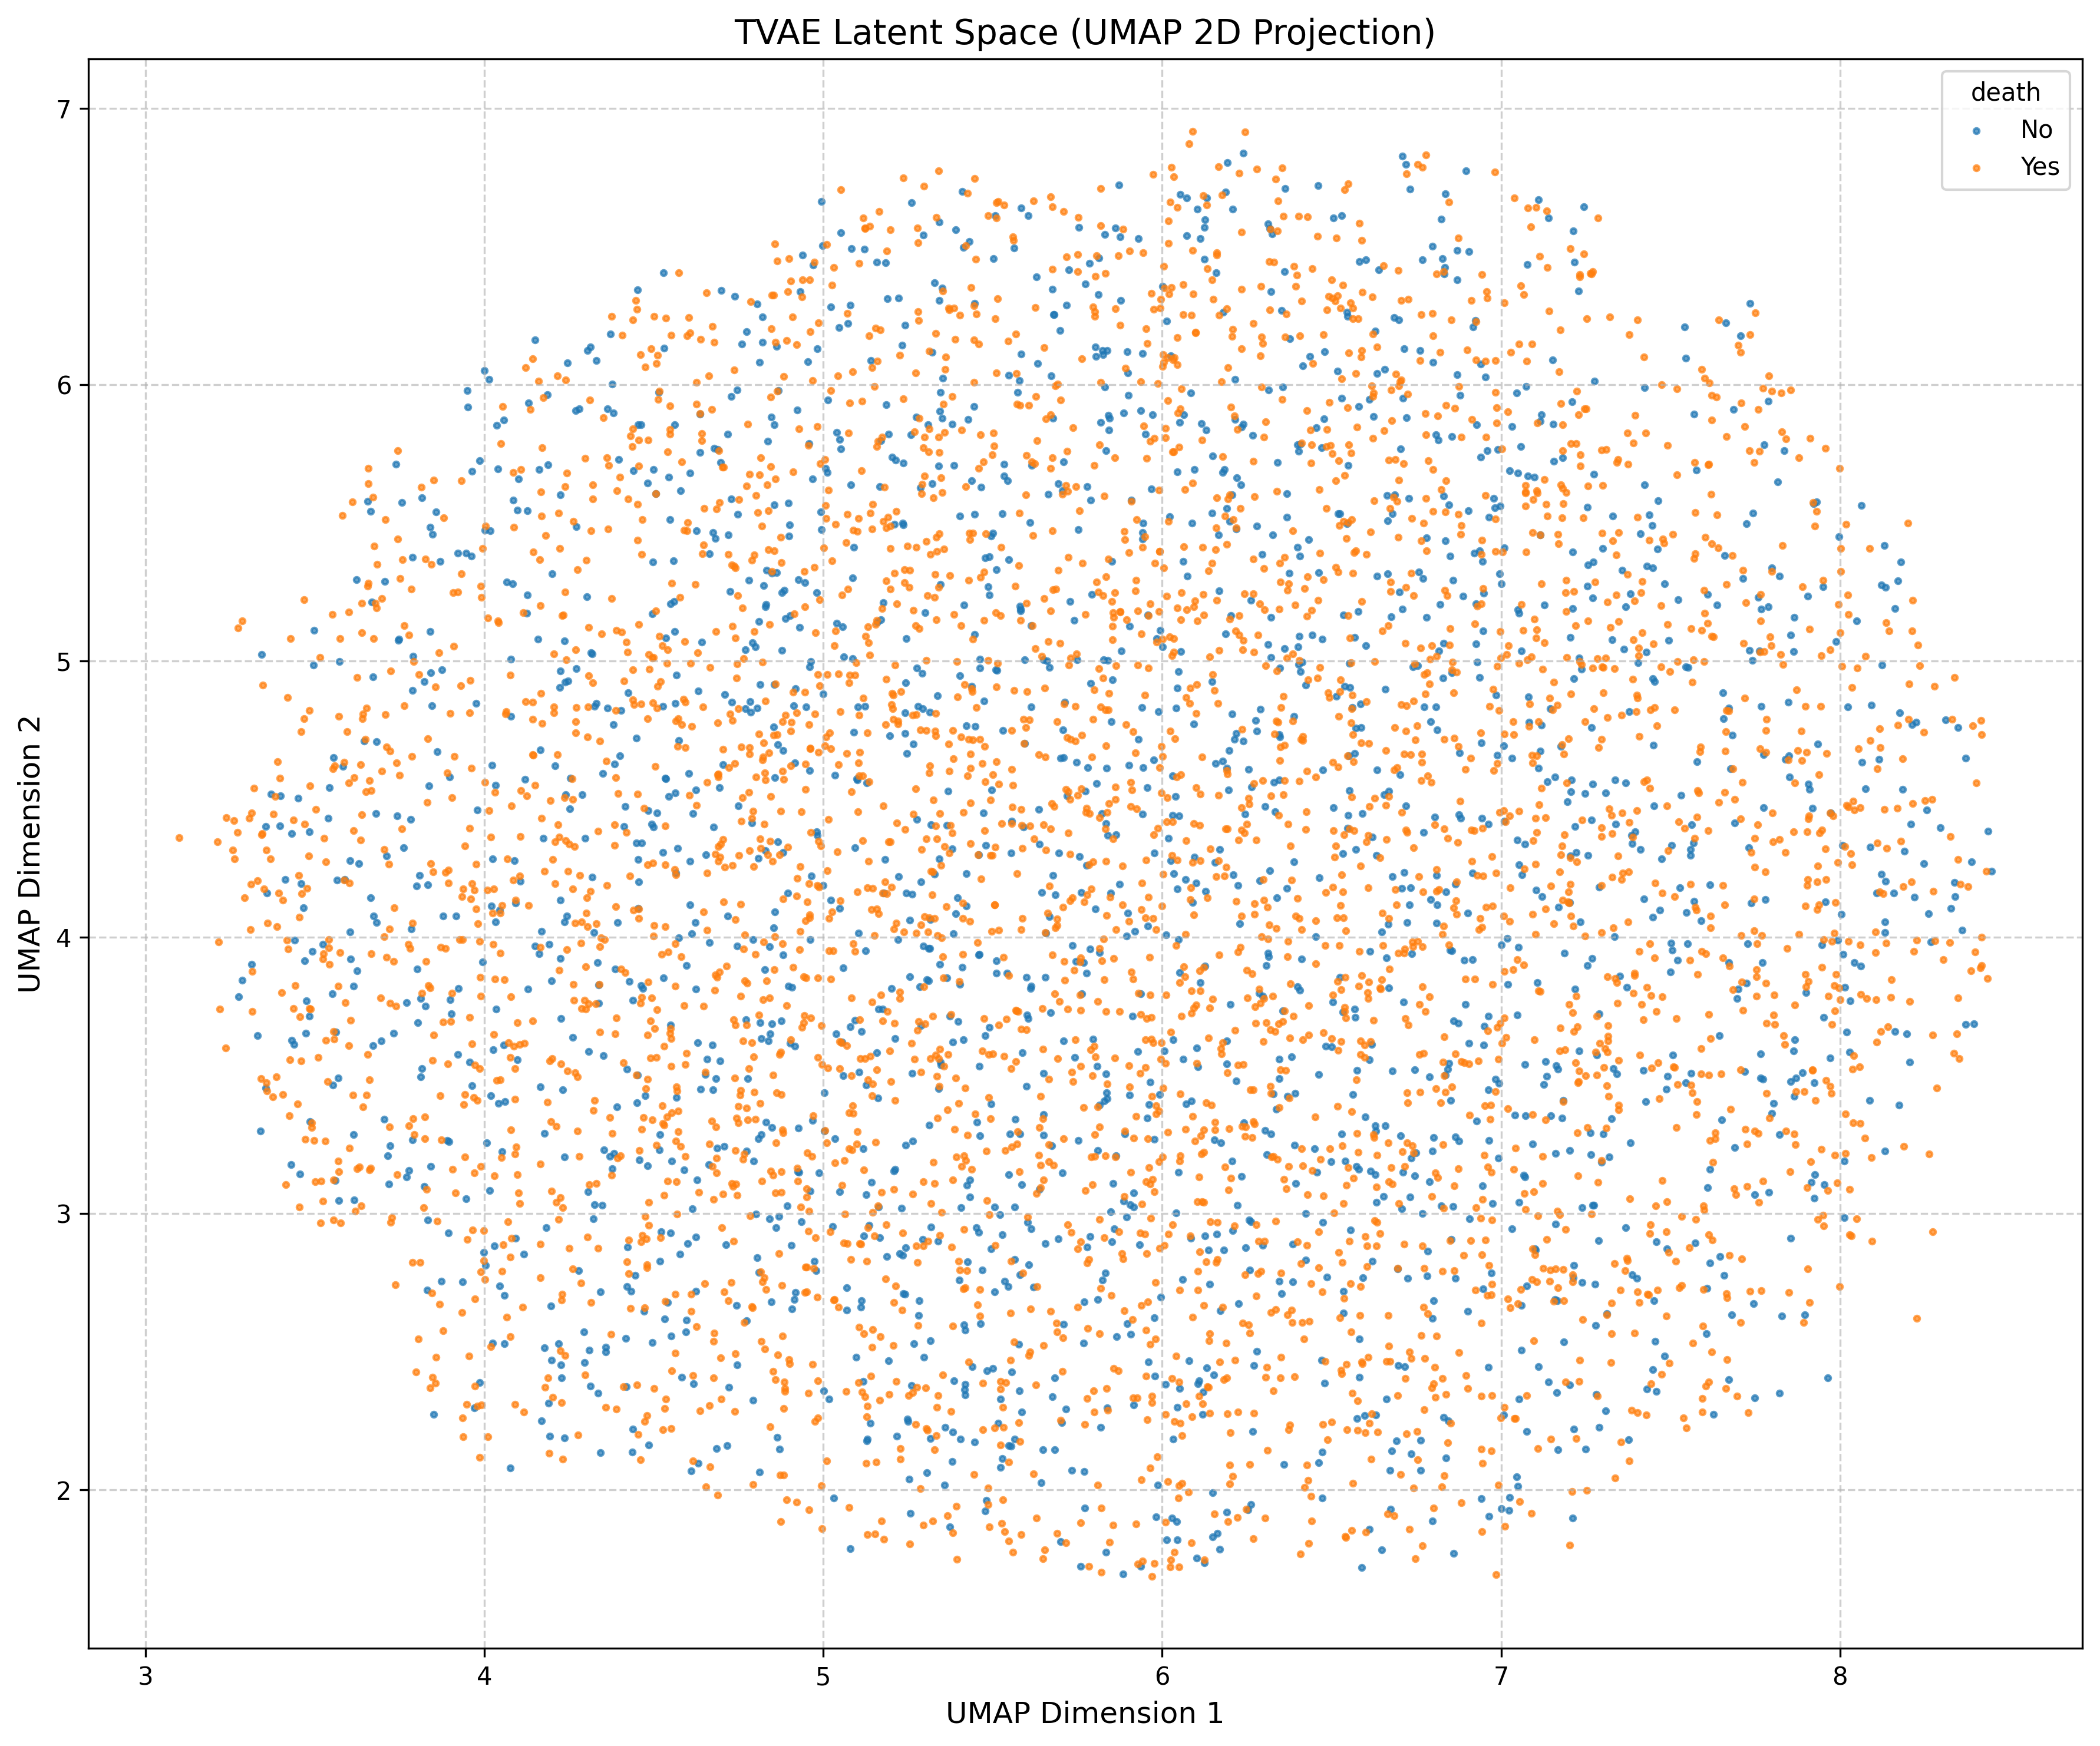 TVAE Latent Space (UMAP 2D Projection)
death
No
Yes
7
6
5
4
3
2
UMAP Dimension 2
3
4
5
6
7
8
UMAP Dimension 1